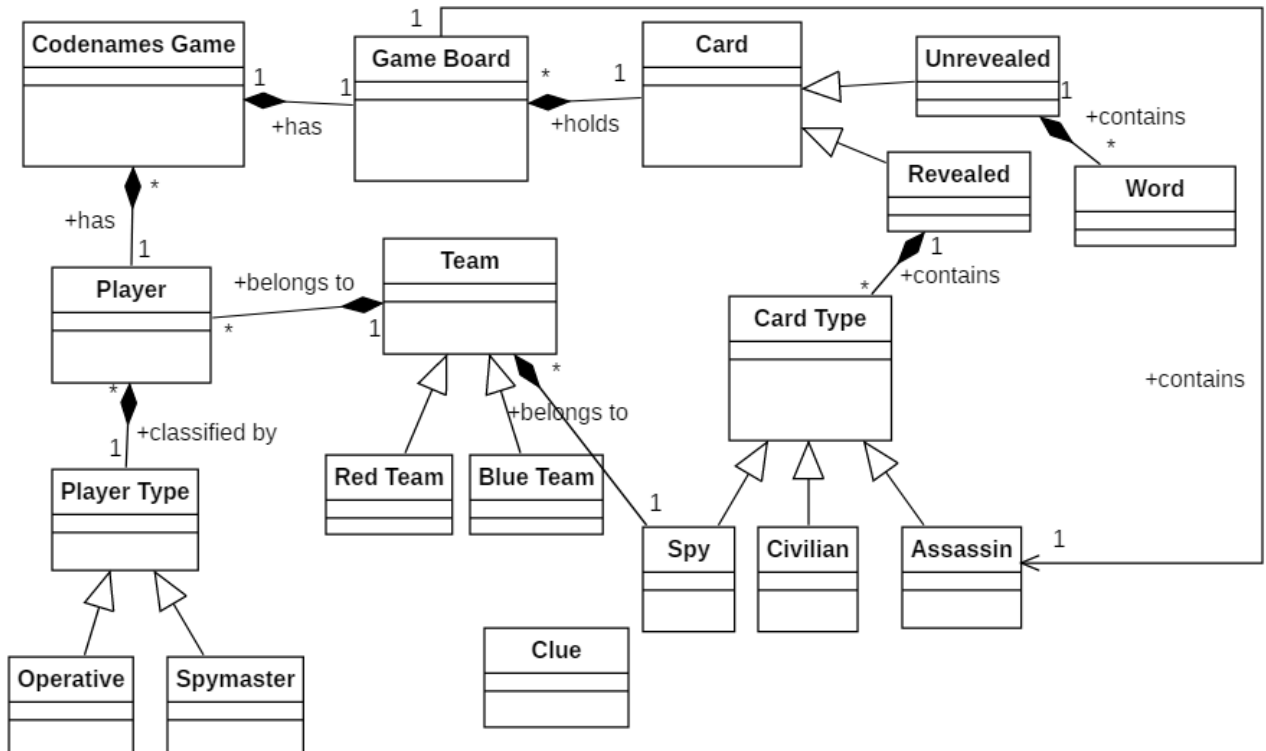 1
Codenames Game
Game Board
Card
Unrevealed
1
1
+has
*
1
+holds
1
+contains
*
Revealed
Word
*
+has
1
1
+contains
*
Player
Team
+belongs to
*
1
Card Type
*
+classified by
1
*
+belongs to
+contains
Player Type
Red Team
Blue Team
1
Spy
Civilian
Assassin
1
Clue
Operative
Spymaster